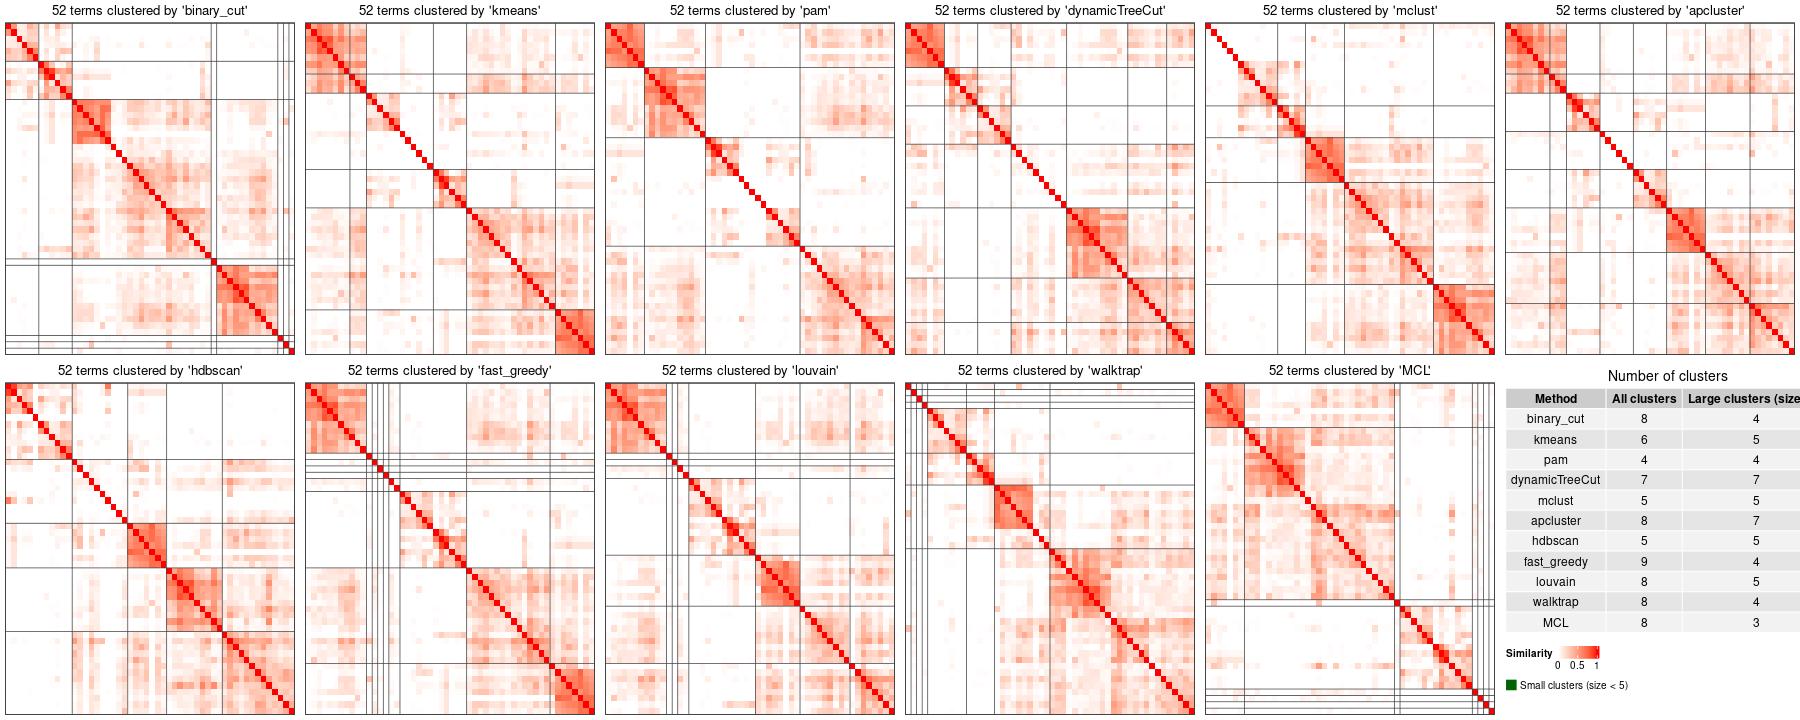 52 terms clustered by 'binary_cut'
52 terms clustered by 'kmeans'
52 terms clustered by 'pam'
52 terms clustered by 'dynamicTreeCut'
52 terms clustered by 'mclust'
52 terms clustered by 'apcluster'
52 terms clustered by 'hdbscan'
52 terms clustered by 'fast_greedy'
52 terms clustered by 'louvain'
52 terms clustered by 'walktrap'
52 terms clustered by 'MCL'
Number of clusters
Method All clusters Large clusters (size
binary_cut 8 4
kmeans 6 5
pam 4 4
dynamicTreeCut 7 7
mclust 5 5
apcluster 8 7
hdbscan 5 5
fast_greedy 9 4
louvain 8 5
walktrap 8 4
MCL 8 3
Similarity
0 0.5 1
Small clusters (size < 5)